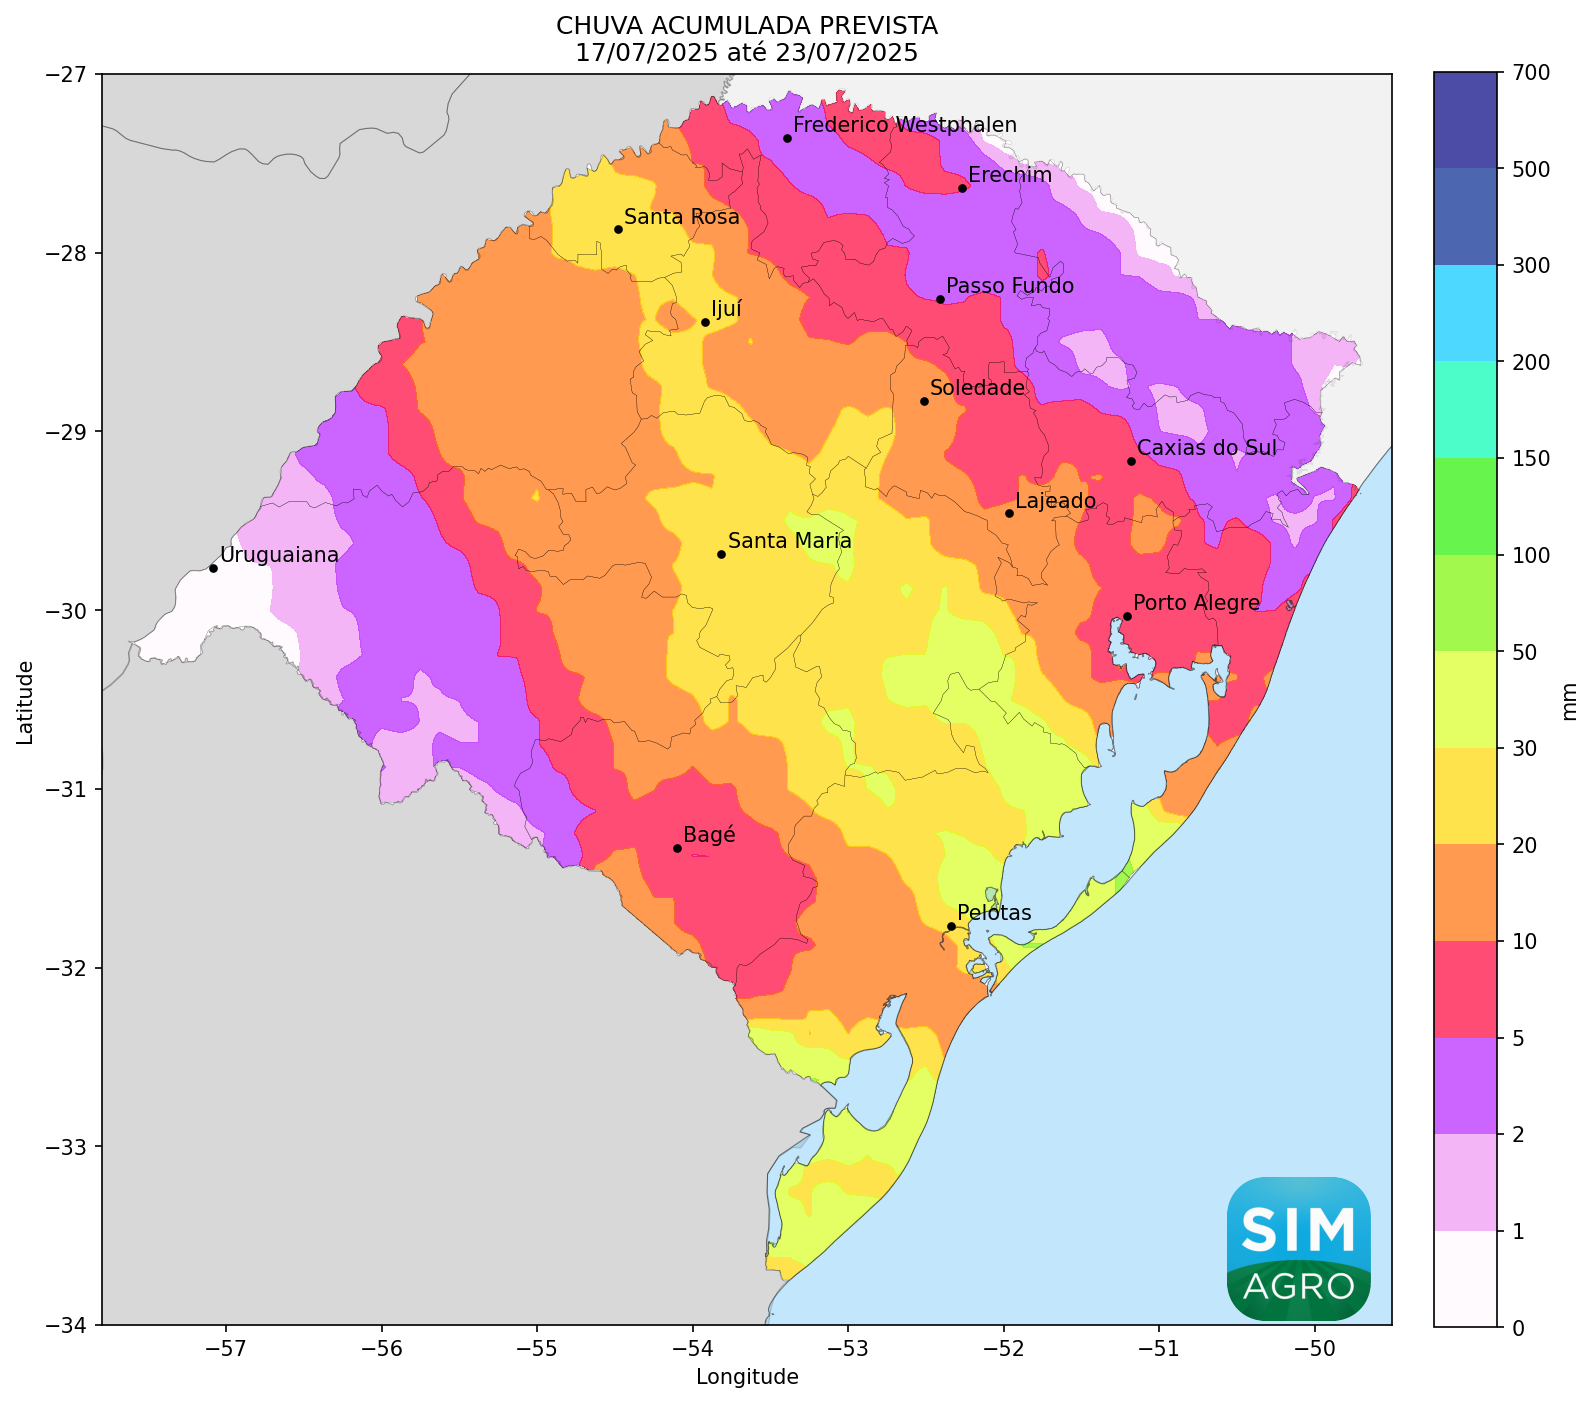 CHUVA ACUMULADA PREVISTA
17/07/2025 até 23/07/2025
−27
−28
−29
−30
−31
−32
−33
−34
Latitude
Frederico Westphalen
Erechim
Santa Rosa
Passo Fundo
Ijuí
Soledade
Caxias do Sul
Lajeado
Santa Maria
Uruguaiana
Porto Alegre
Bagé
Pelotas
SIM
AGRO
−57
−56
−55
−54
−53
−52
−51
−50
Longitude
700
500
300
200
150
100
50
30
20
10
5
2
1
0
mm